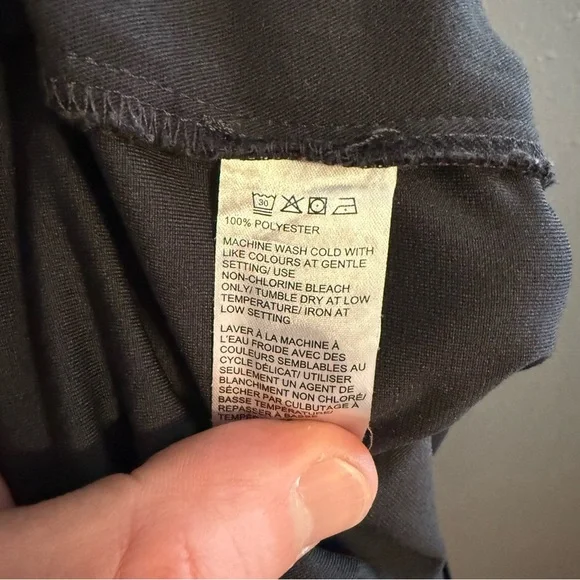 30
100% POLYESTER
MACHINE WASH COLD WITH
LIKE COLOURS AT GENTLE
SETTING/ USE
NON-CHLORINE BLEACH
ONLY/ TUMBLE DRY AT LOW
TEMPERATURE/ IRON AT
LOW SETTING
LAVER À LA MACHINE À
L'EAU FROIDE AVEC DES
COULEURS SEMBLABLES AU
CYCLE DÉLICAT/ UTILISER
SEULEMENT UN AGENT DE
BLANCHIMENT NON CHLORÉ/
SÉCHER PAR CULBUTAGE À
BASSE TEMPÉRATURE/
REPASSER À BASSE